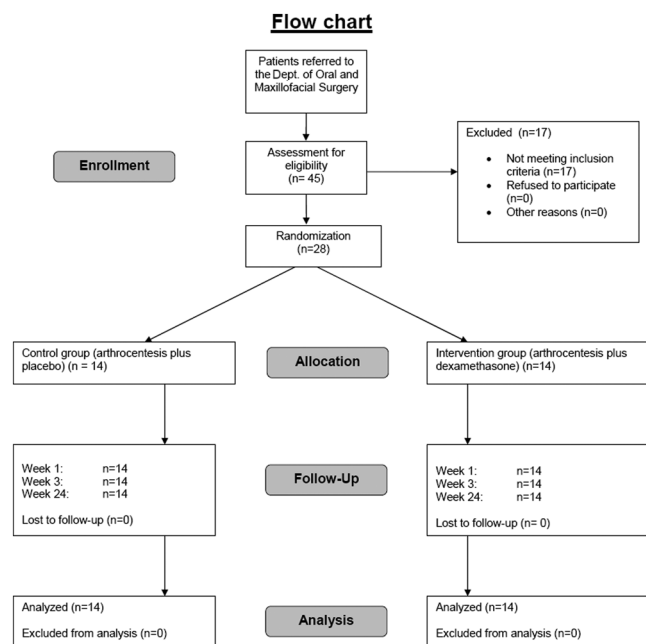 Flow chart
Patients referred to
the Dept. of Oral and
Maxillofacial Surgery
Enrollment
Assessment for
eligibility
(n= 45)
Excluded (n=17)
• Not meeting inclusion
criteria (n=17)
• Refused to participate
(n=0)
• Other reasons (n=0)
Randomization
(n=28)
Control group (arthrocentesis plus
placebo) (n = 14)
Allocation
Intervention group (arthrocentesis plus
dexamethasone) (n=14)
Week 1: n=14
Week 3: n=14
Week 24: n=14
Lost to follow-up (n=0)
Follow-Up
Week 1: n=14
Week 3: n=14
Week 24: n=14
Lost to follow-up (n= 0)
Analyzed (n=14)
Excluded from analysis (n=0)
Analysis
Analyzed (n=14)
Excluded from analysis (n=0)